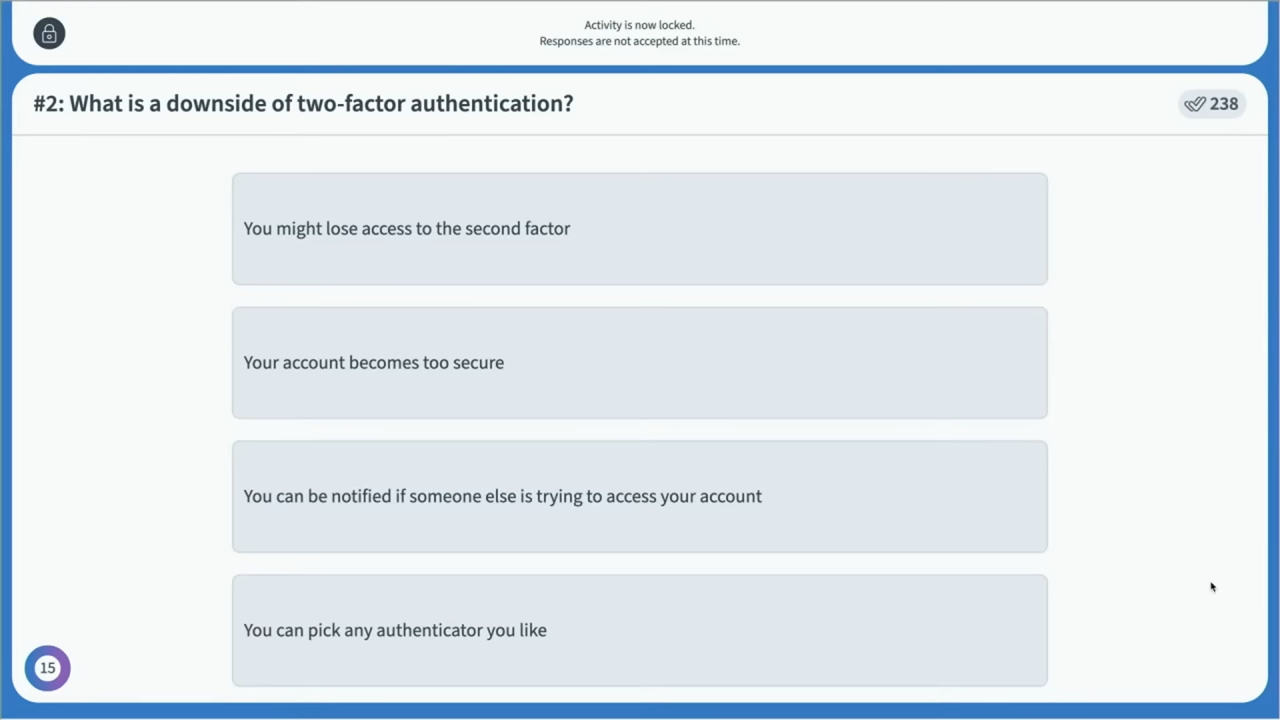 Activity is now locked.
Responses are not accepted at this time.
#2: What is a downside of two-factor authentication?
238
You might lose access to the second factor
Your account becomes too secure
You can be notified if someone else is trying to access your account
You can pick any authenticator you like
15